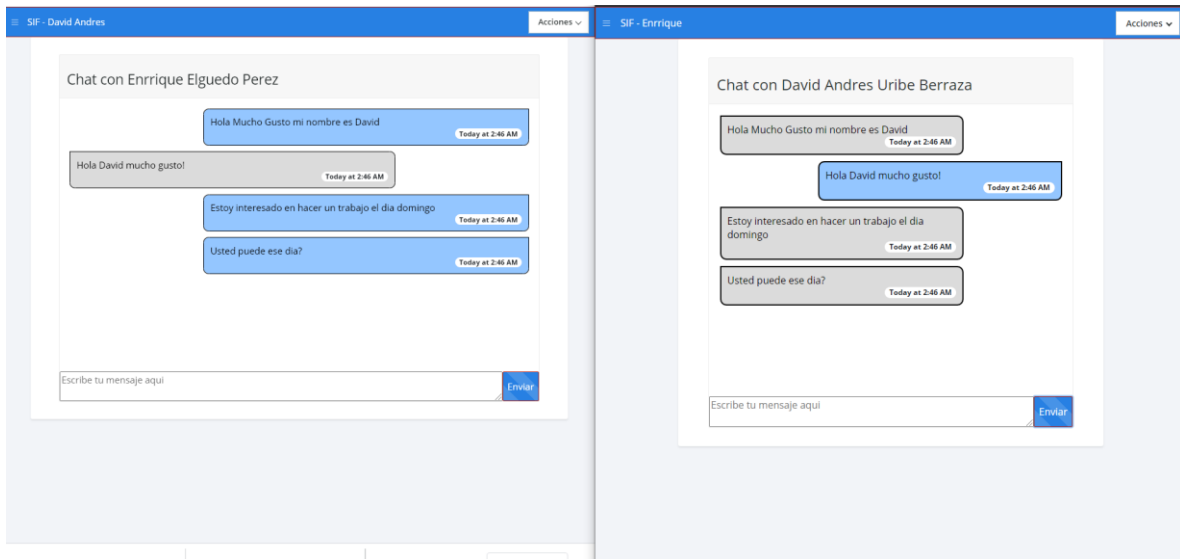 SIF - David Andres
Acciones
Chat con Enrrique Elguedo Perez
Hola Mucho Gusto mi nombre es David
Today at 2:46 AM
Hola David mucho gusto!
Today at 2:46 AM
Estoy interesado en hacer un trabajo el dia domingo
Today at 2:46 AM
Usted puede ese dia?
Today at 2:46 AM
Escribe tu mensaje aqui
Enviar
SIF - Enrrique
Acciones
Chat con David Andres Uribe Berraza
Hola Mucho Gusto mi nombre es David
Today at 2:46 AM
Hola David mucho gusto!
Today at 2:46 AM
Estoy interesado en hacer un trabajo el dia
domingo
Today at 2:46 AM
Usted puede ese dia?
Today at 2:46 AM
Escribe tu mensaje aqui
Enviar